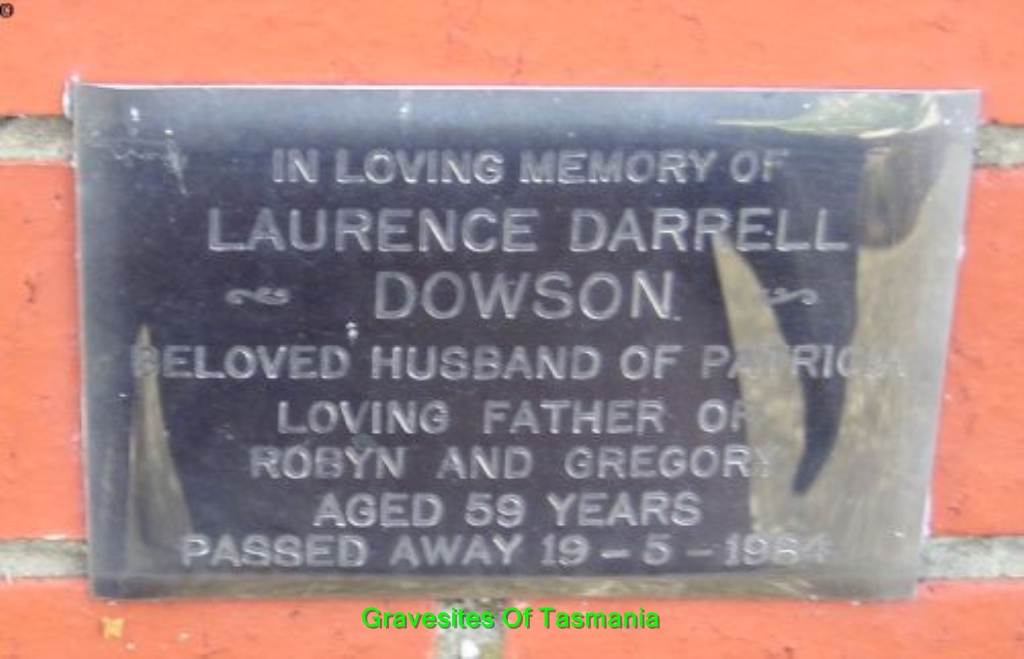 IN LOVING MEMORY OF
LAURENCE DARRELL
DOWSON
BELOVED HUSBAND OF PATRICIA
LOVING FATHER OF
ROBYN AND GREGORY
AGED 59 YEARS
PASSED AWAY 19-5-1984
Gravesites Of Tasmania